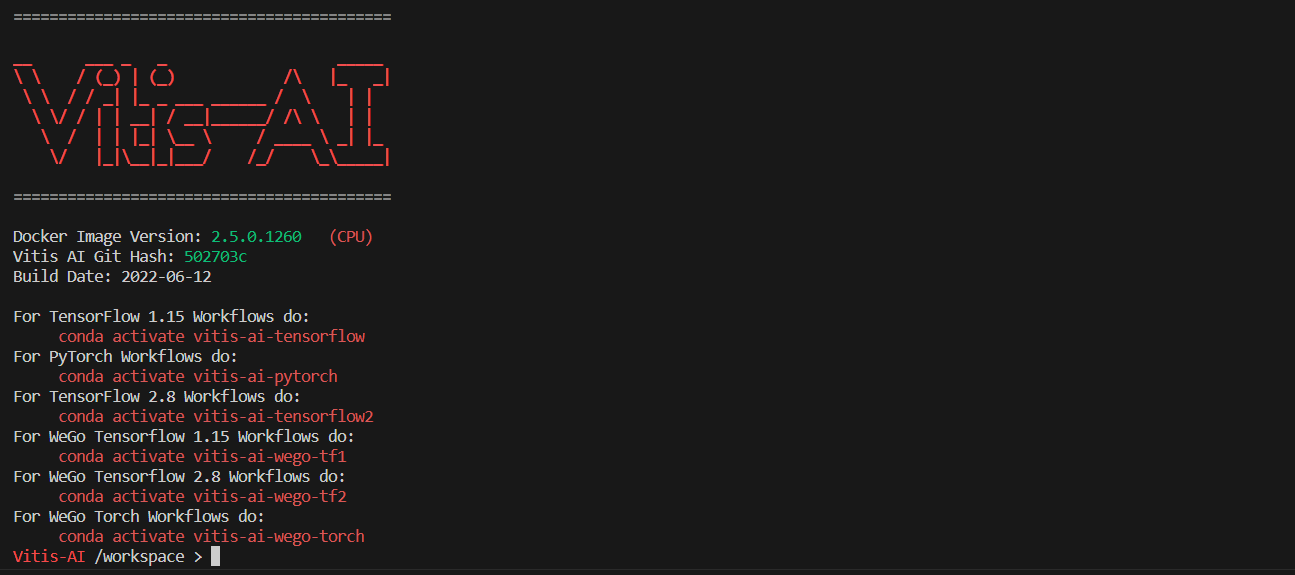 ==========================================
Vitis-AI
==========================================
Docker Image Version: 2.5.0.1260 (CPU)
Vitis AI Git Hash: 502703c
Build Date: 2022-06-12
For TensorFlow 1.15 Workflows do:
conda activate vitis-ai-tensorflow
For PyTorch Workflows do:
conda activate vitis-ai-pytorch
For TensorFlow 2.8 Workflows do:
conda activate vitis-ai-tensorflow2
For WeGo Tensorflow 1.15 Workflows do:
conda activate vitis-ai-wego-tf1
For WeGo Tensorflow 2.8 Workflows do:
conda activate vitis-ai-wego-tf2
For WeGo Torch Workflows do:
conda activate vitis-ai-wego-torch
Vitis-AI /workspace >